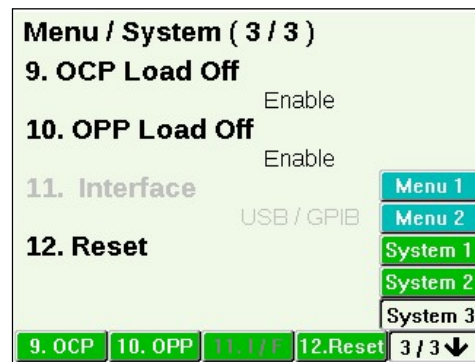 Menu / System ( 3 / 3 )
9. OCP Load Off
Enable
10. OPP Load Off
Enable
11. Interface
USB / GPIB
12. Reset
Menu 1
Menu 2
System 1
System 2
System 3
9. OCP 10. OPP 11. I / F 12.Reset 3 / 3